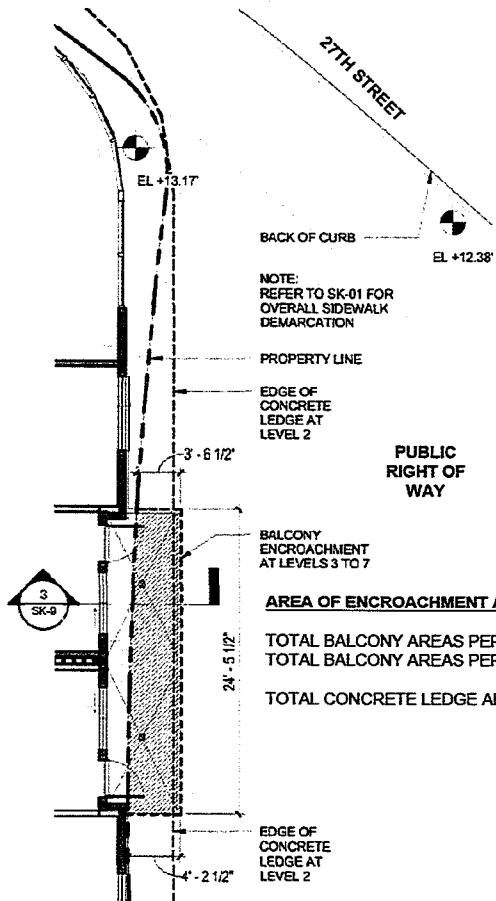 27TH STREET
EL +13.17'
BACK OF CURB
EL +12.38'
NOTE:
REFER TO SK-01 FOR
OVERALL SIDEWALK
DEMARCATION
PROPERTY LINE
EDGE OF
CONCRETE
LEDGE AT
LEVEL 2
3' - 6 1/2"
PUBLIC
RIGHT OF
WAY
BALCONY
ENCROACHMENT
AT LEVELS 3 TO 7
3
SK-9
24' - 5 1/2"
AREA OF ENCROACHMENT
TOTAL BALCONY AREAS PER
TOTAL BALCONY AREAS PER
TOTAL CONCRETE LEDGE
EDGE OF
CONCRETE
LEDGE AT
LEVEL 2
4' - 2 1/2"